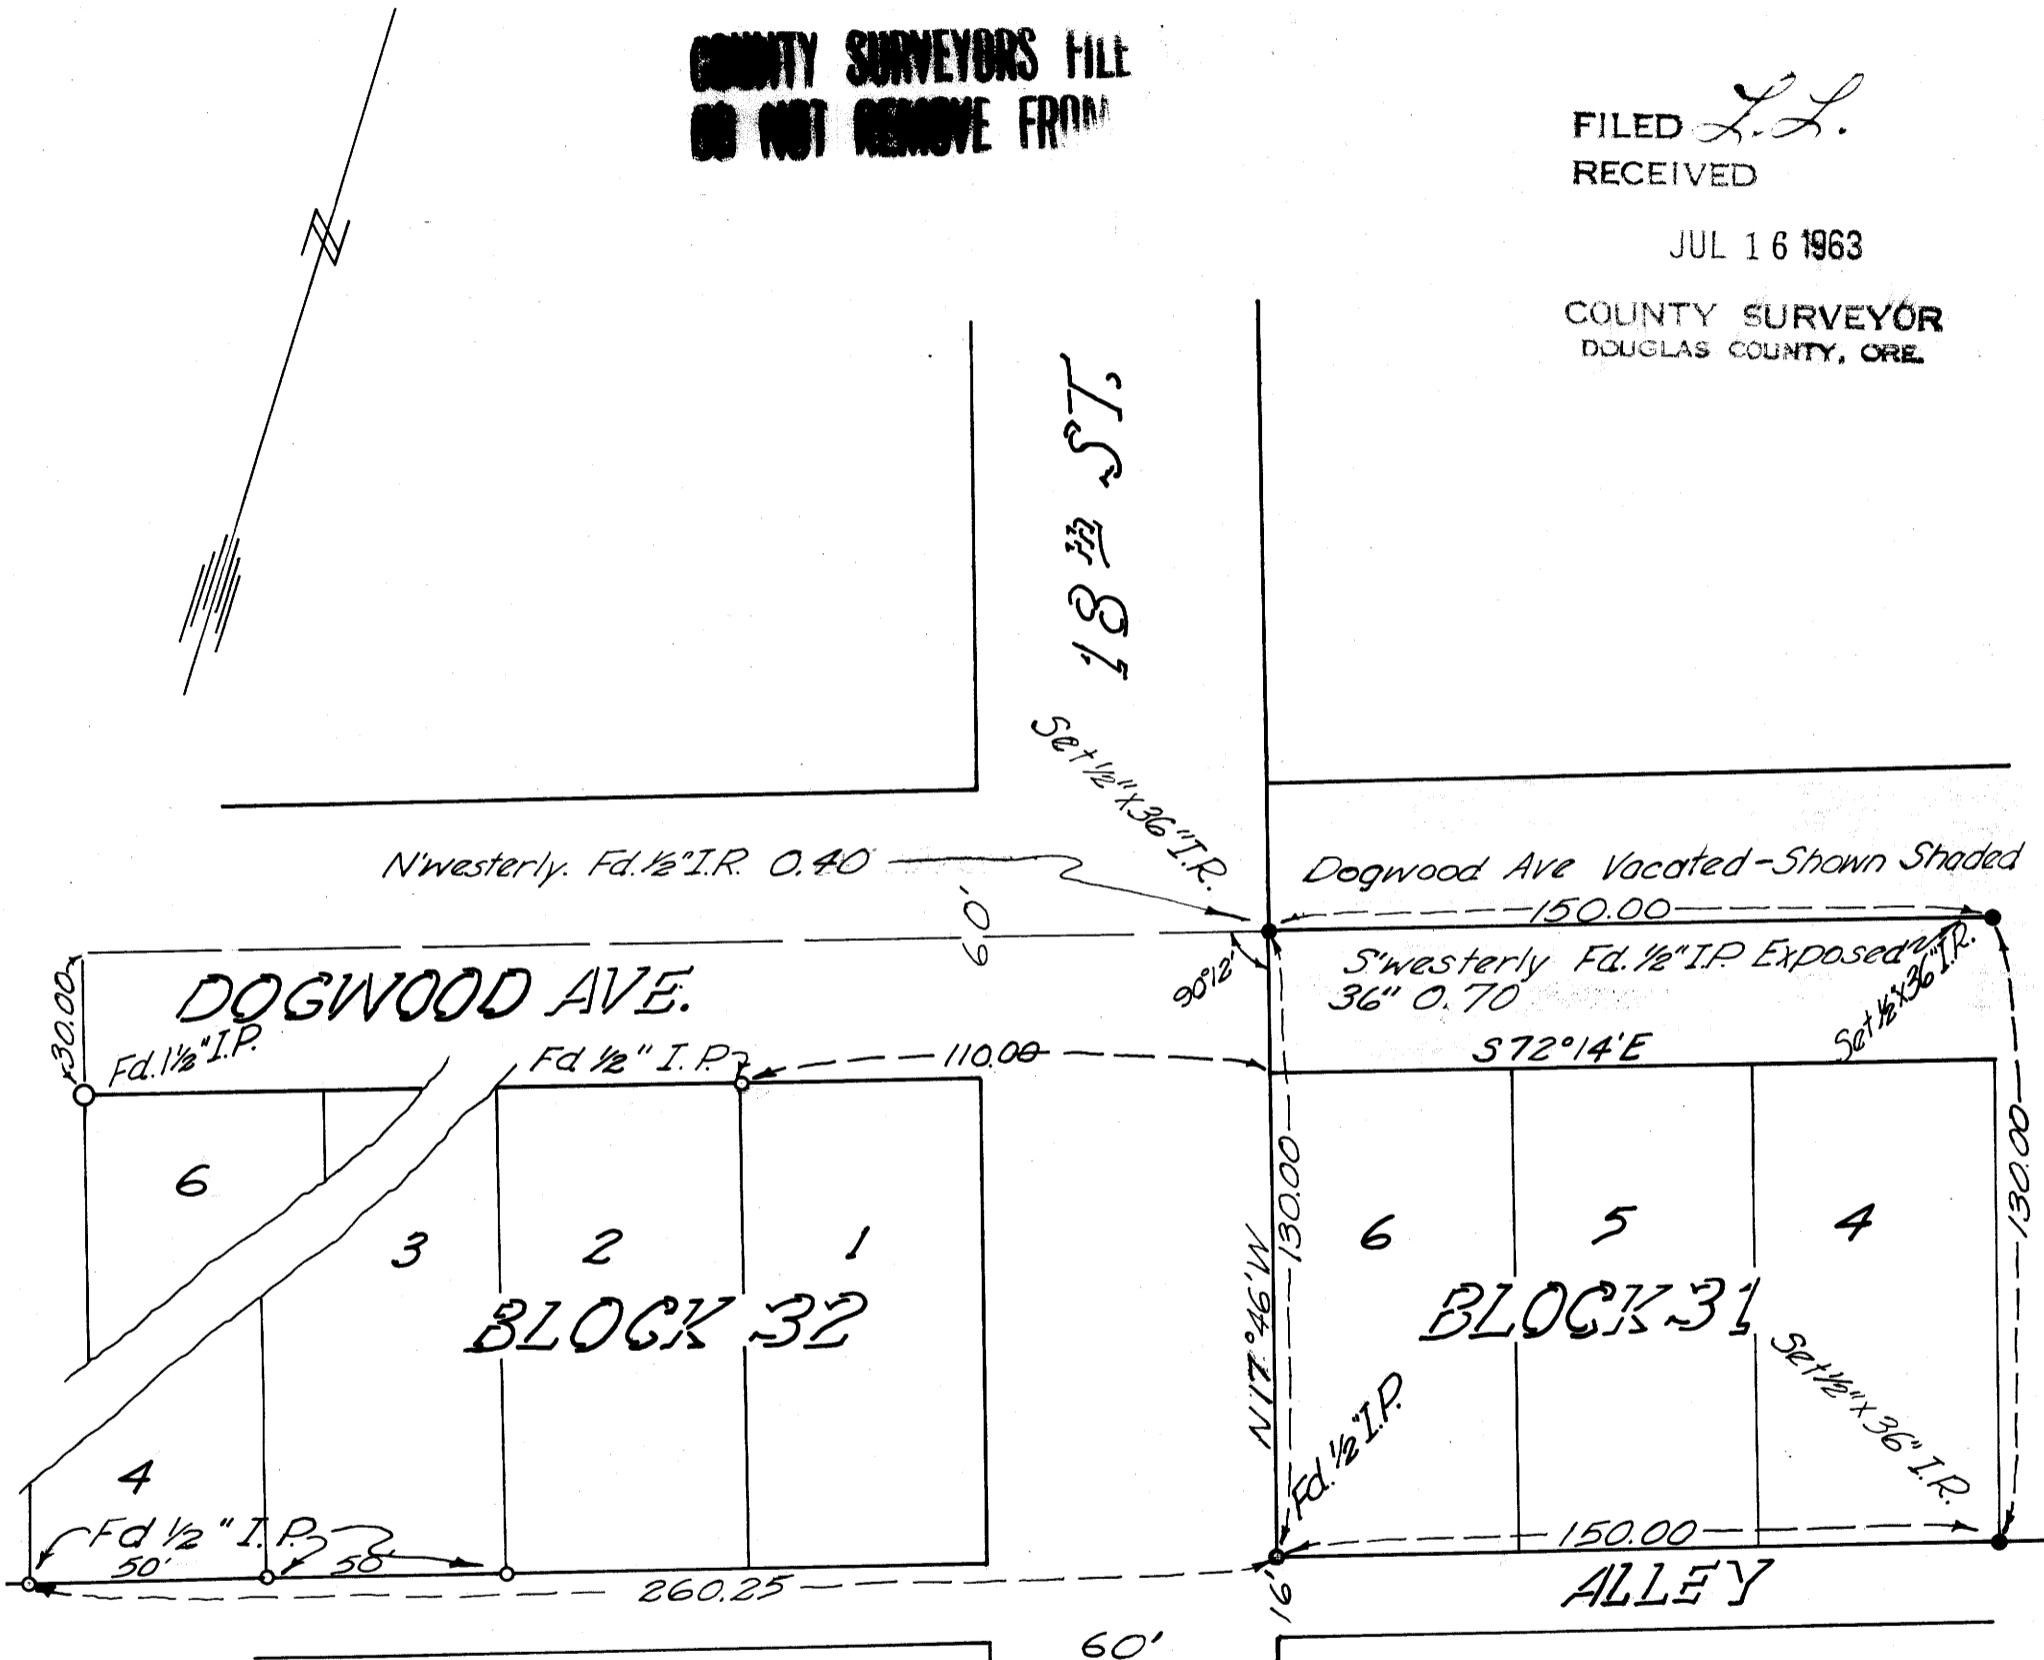 COUNTY SURVEYORS FILE
DO NOT REMOVE FROM
FILED L.L.
RECEIVED
JUL 16 1963
COUNTY SURVEYOR
DOUGLAS COUNTY, ORE.
N
18TH ST.
Set 1/2" x 36" I.R.
N'westerly. Fd. 1/2" I.R. 0.40
60'
Dogwood Ave Vacated - Shown Shaded
150.00
30.00
DOGWOOD AVE.
90°12'
S'westerly Fd. 1/2" I.P. Exposed
36" 0.70
Set 1/2" x 36" I.R.
Fd. 1 1/2" I.P.
Fd 1/2" I.P.
110.00
S 72°14' E
6
3
2
1
BLOCK 32
N 17°46' W
130.00
6
5
4
BLOCK 31
130.00
Fd. 1/2" I.P.
Set 1/2" x 36" I.R.
4
Fd 1/2" I.P.
50'
50'
260.25
150.00
16'
ALLEY
60'